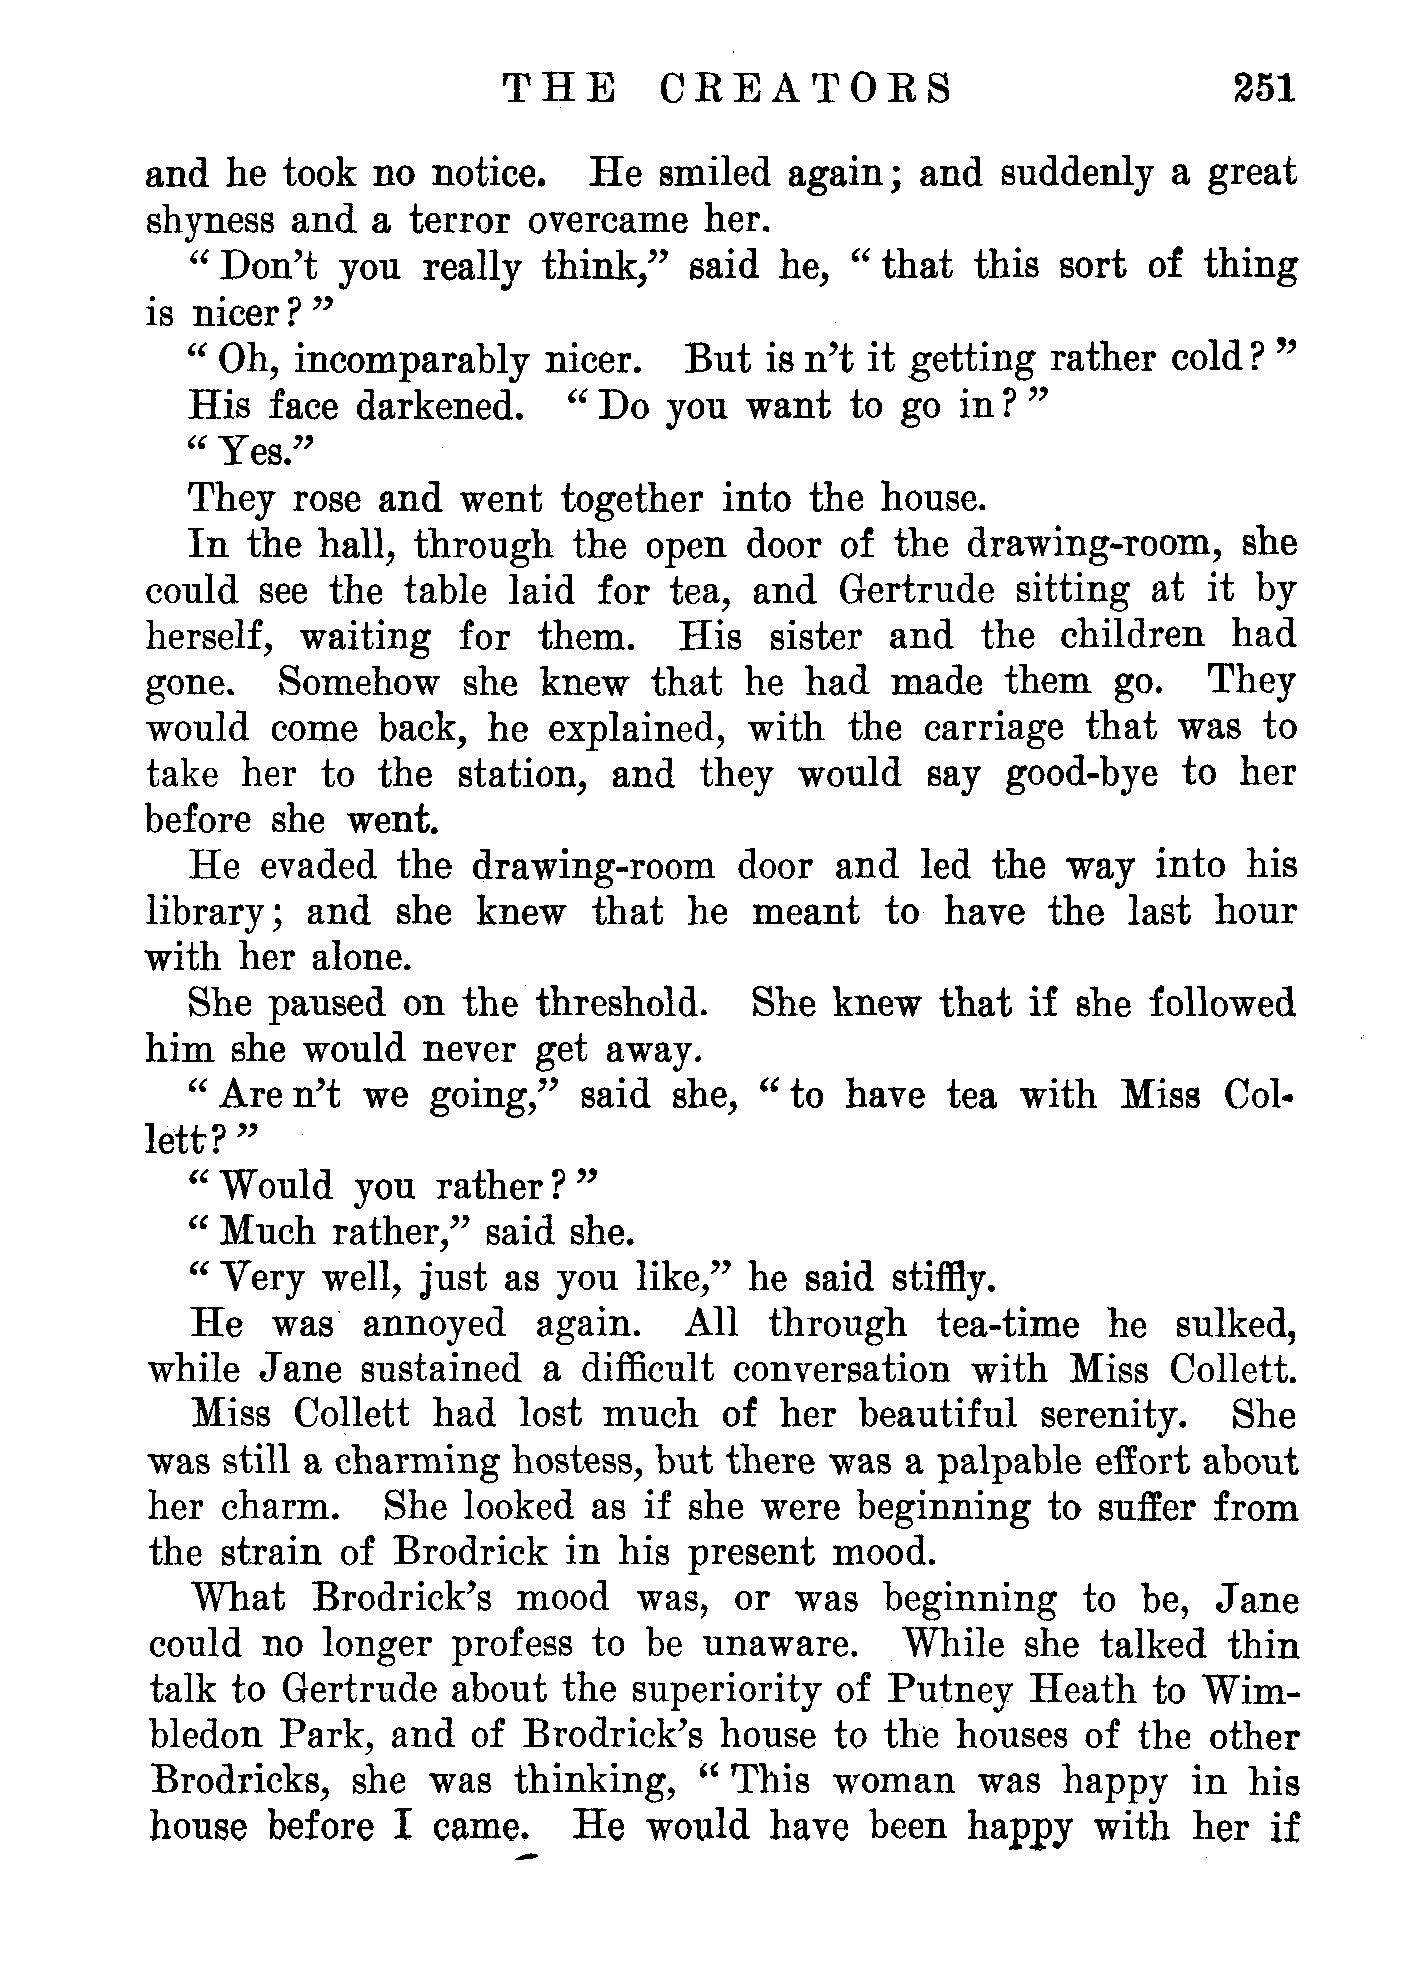 THE CREATORS 251
and he took no notice. He smiled again; and suddenly a great
shyness and a terror overcame her.
“Don’t you really think,” said he, “that this sort of thing
is nicer?”
“Oh, incomparably nicer. But is n’t it getting rather cold?”
His face darkened. “Do you want to go in?”
“Yes.”
They rose and went together into the house.
In the hall, through the open door of the drawing-room, she
could see the table laid for tea, and Gertrude sitting at it by
herself, waiting for them. His sister and the children had
gone. Somehow she knew that he had made them go. They
would come back, he explained, with the carriage that was to
take her to the station, and they would say good-bye to her
before she went.
He evaded the drawing-room door and led the way into his
library; and she knew that he meant to have the last hour
with her alone.
She paused on the threshold. She knew that if she followed
him she would never get away.
“Are n’t we going,” said she, “to have tea with Miss Col-
lett?”
“Would you rather?”
“Much rather,” said she.
“Very well, just as you like,” he said stiffly.
He was annoyed again. All through tea-time he sulked,
while Jane sustained a difficult conversation with Miss Collett.
Miss Collett had lost much of her beautiful serenity. She
was still a charming hostess, but there was a palpable effort about
her charm. She looked as if she were beginning to suffer from
the strain of Brodrick in his present mood.
What Brodrick’s mood was, or was beginning to be, Jane
could no longer profess to be unaware. While she talked thin
talk to Gertrude about the superiority of Putney Heath to Wim-
bledon Park, and of Brodrick’s house to the houses of the other
Brodricks, she was thinking, “This woman was happy in his
house before I came. He would have been happy with her if